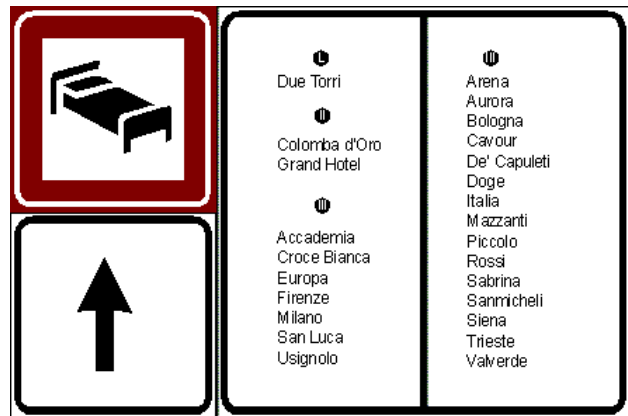 L
Due Torri
Colomba d'Oro
Grand Hotel
Accademia
Croce Bianca
Europa
Firenze
Milano
San Luca
Usignolo
Arena
Aurora
Bologna
Cavour
De' Capuleti
Doge
Italia
Mazzanti
Piccolo
Rossi
Sabrina
Sanmicheli
Siena
Trieste
Valverde